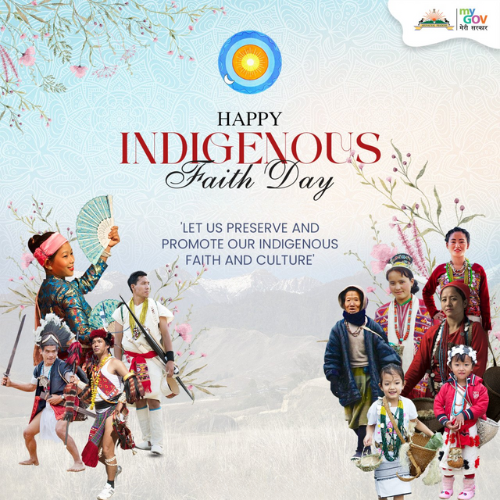 my
GOV
मेरी सरकार
HAPPY
INDIGENOUS
Faith Day
'LET US PRESERVE AND
PROMOTE OUR INDIGENOUS
FAITH AND CULTURE'